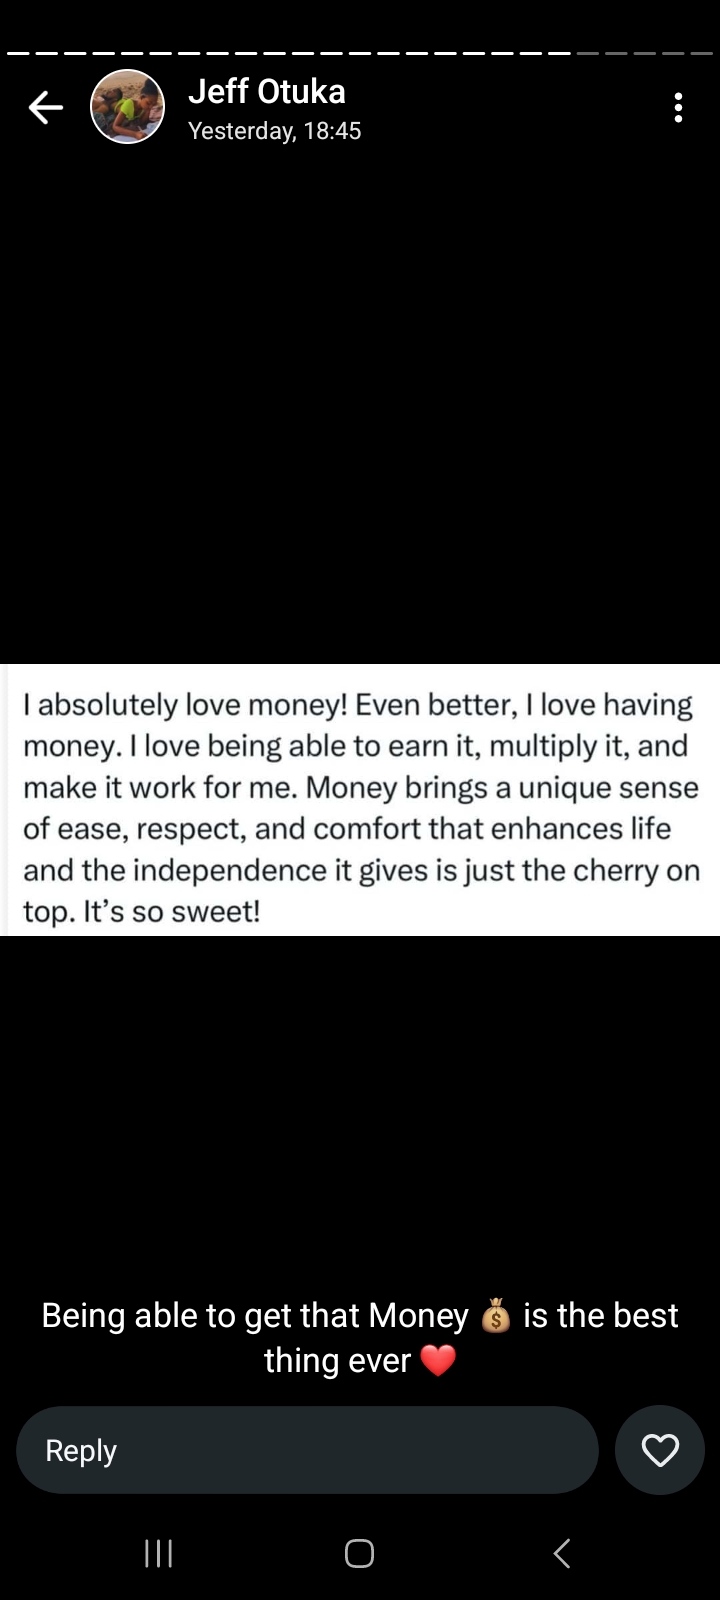 Jeff Otuka
Yesterday, 18:45
I absolutely love money! Even better, I love having
money. I love being able to earn it, multiply it, and
make it work for me. Money brings a unique sense
of ease, respect, and comfort that enhances life
and the independence it gives is just the cherry on
top. It’s so sweet!
Being able to get that Money 💰 is the best
thing ever ❤️
Reply